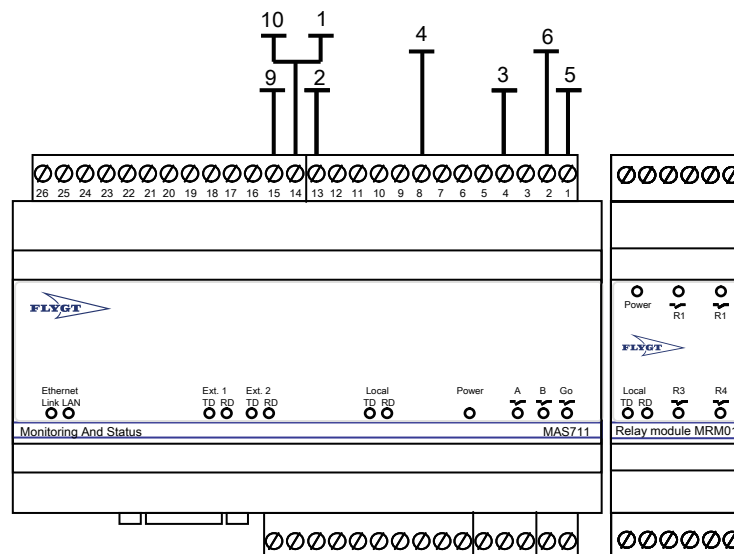 10 1 4 6
9 2 3 5
26 25 24 23 22 21 20 19 18 17 16 15 14 13 12 11 10 9 8 7 6 5 4 3 2 1
FLYGT
Ethernet
Link LAN
Ext. 1
TD RD
Ext. 2
TD RD
Local
TD RD
Power
A
B
Go
Monitoring And Status
MAS711
Power
R1
R1
FLYGT
Local
TD RD
R3
R4
Relay module MRM01